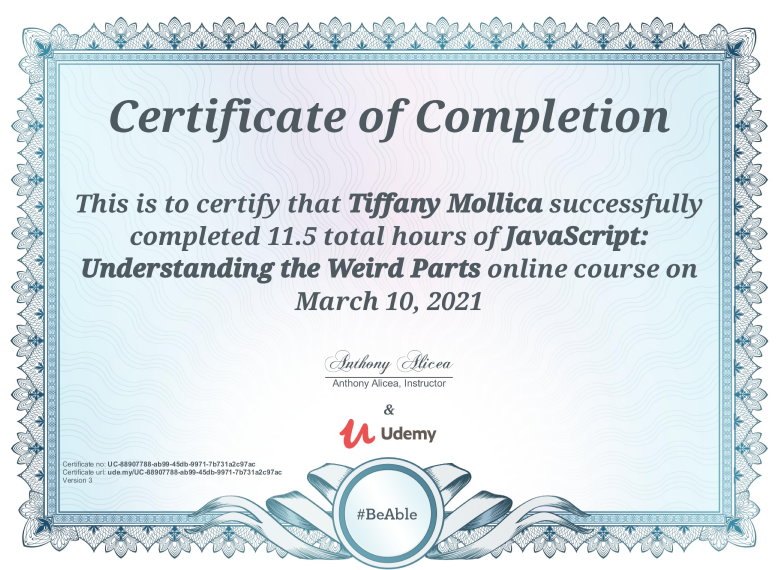 Certificate of Completion
This is to certify that Tiffany Mollica successfully
completed 11.5 total hours of JavaScript:
Understanding the Weird Parts online course on
March 10, 2021
Anthony Alicea
Anthony Alicea, Instructor
&
Udemy
Certificate no: UC-88907788-ab99-45db-9971-7b731a2c97ac
Certificate url: ude.my/UC-88907788-ab99-45db-9971-7b731a2c97ac
Version 3
#BeAble